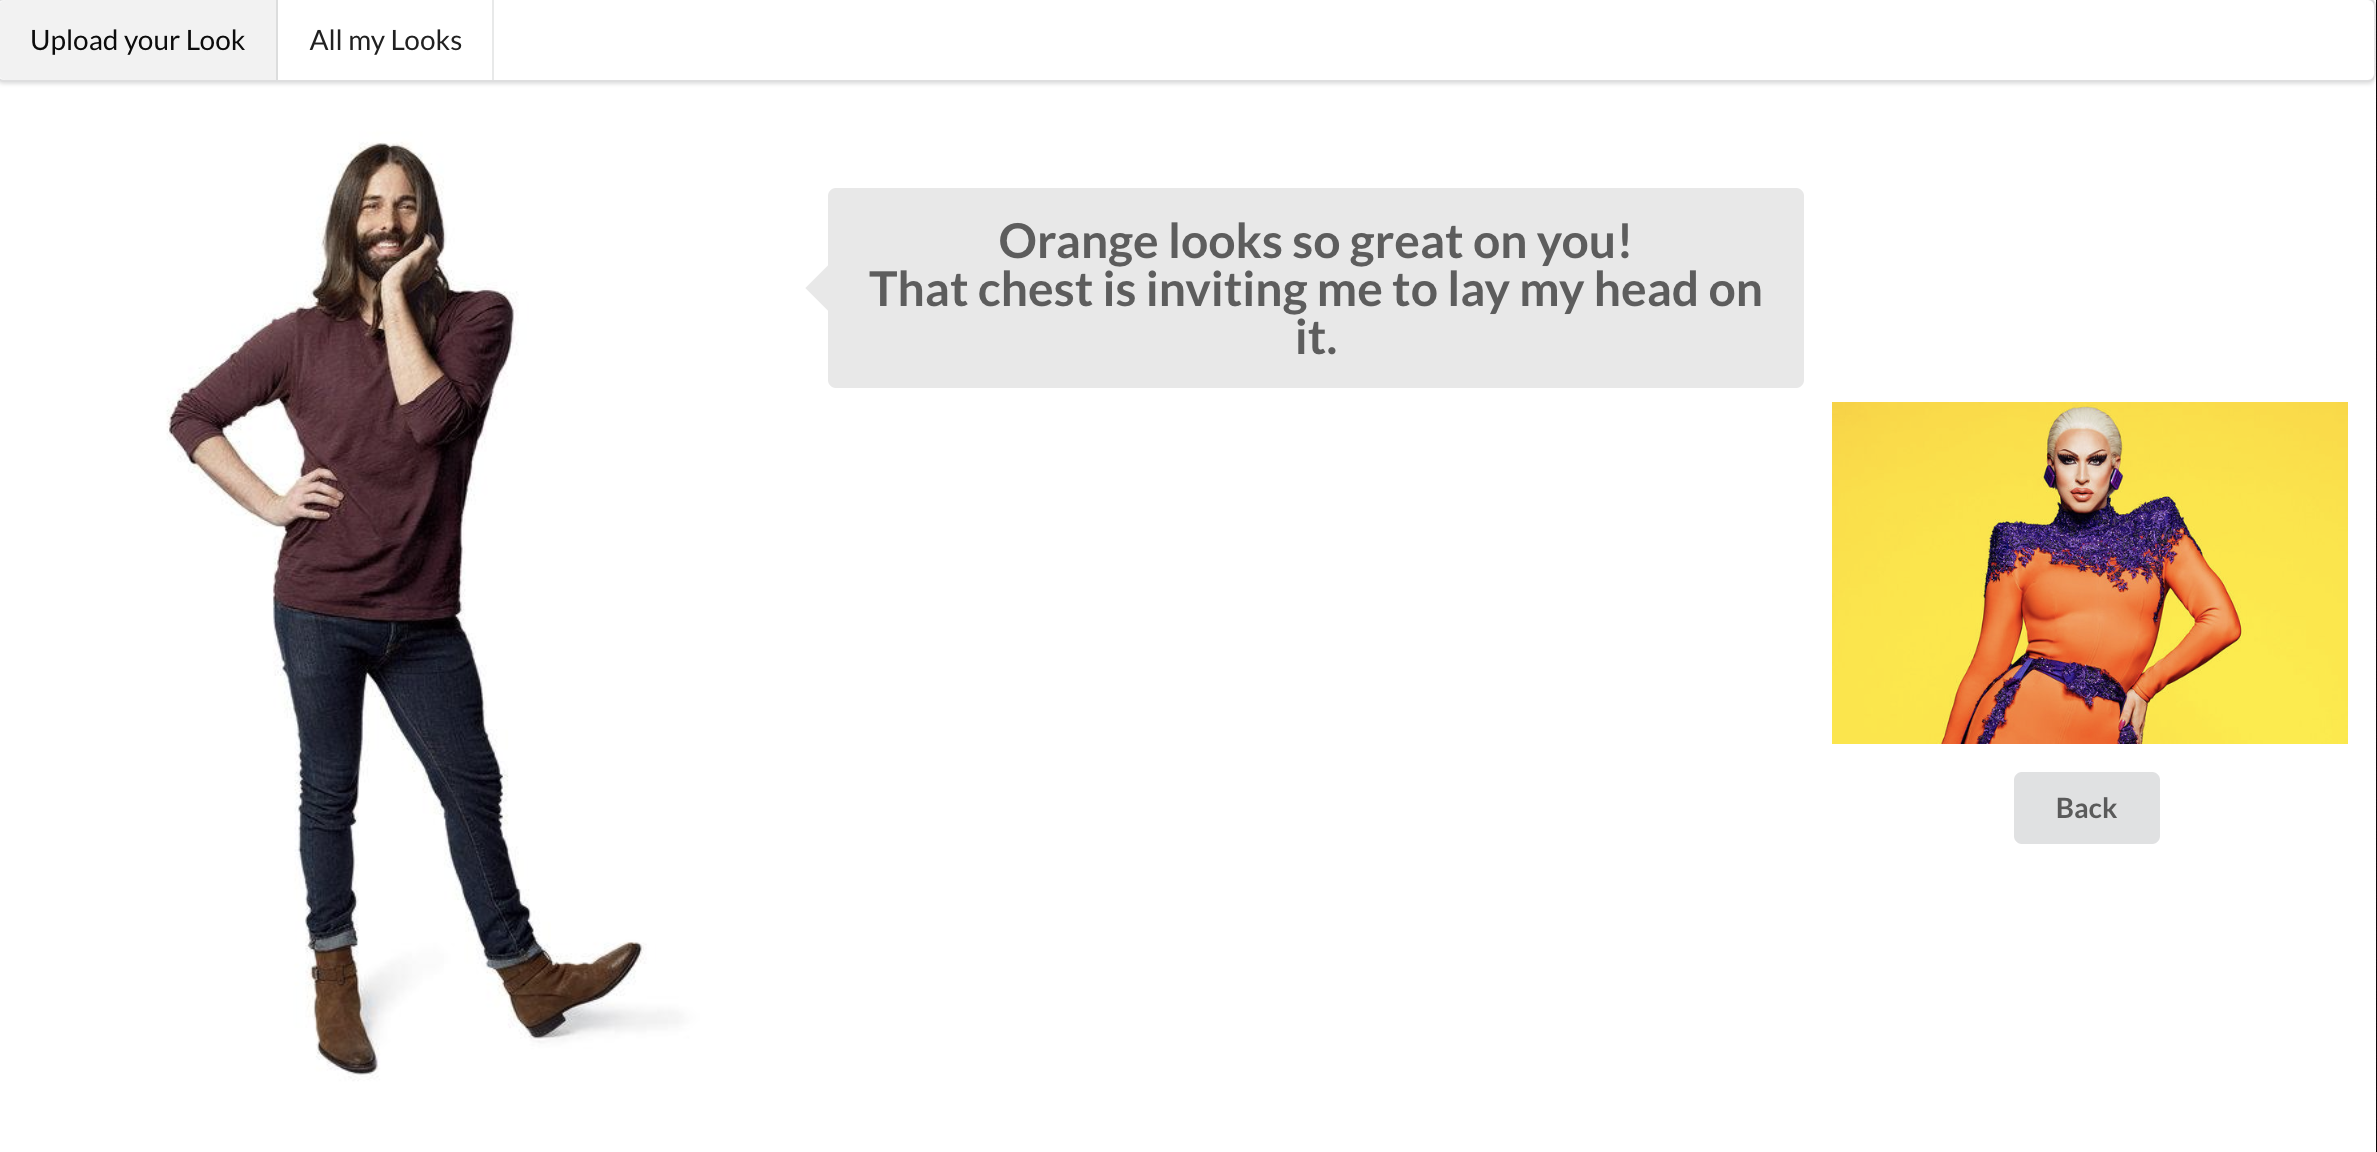 Upload your Look
All my Looks
Orange looks so great on you!
That chest is inviting me to lay my head on
it.
Back